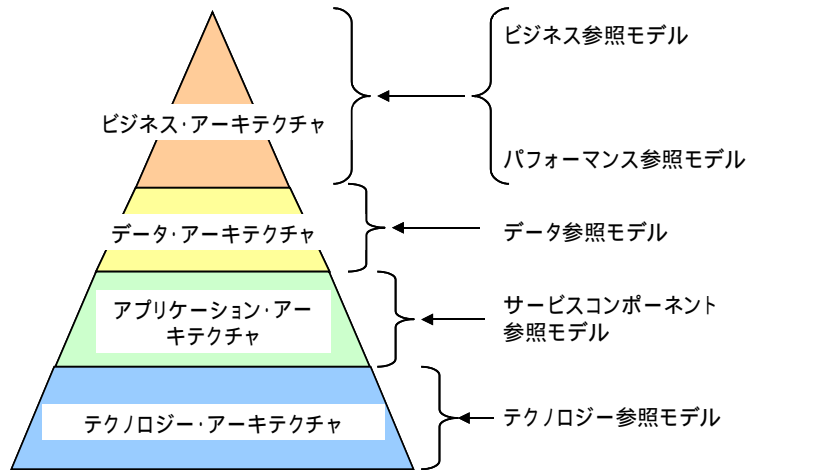 ビジネス参照モデル
ビジネス・アーキテクチャ
パフォーマンス参照モデル
データ・アーキテクチャ
データ参照モデル
アプリケーション・アー
キテクチャ
サービスコンポーネント
参照モデル
テクノロジー・アーキテクチャ
テクノロジー参照モデル